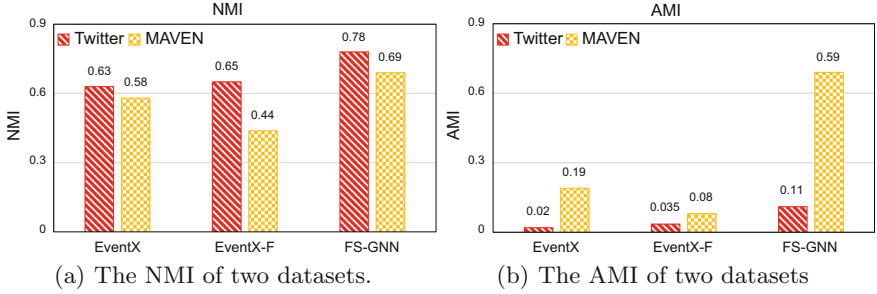 NMI
Twitter MAVEN
NMI
0.9
0.6
0.3
0
0.63
0.58
0.65
0.44
0.78
0.69
EventX EventX-F FS-GNN
(a) The NMI of two datasets.
AMI
Twitter MAVEN
AMI
0.9
0.6
0.3
0
0.02
0.19
0.035
0.08
0.11
0.59
EventX EventX-F FS-GNN
(b) The AMI of two datasets